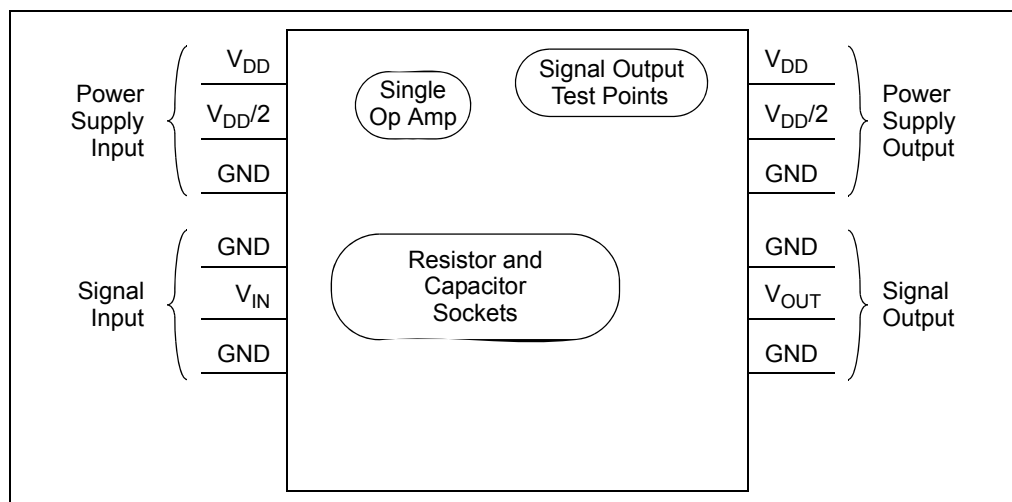 Power
Supply
Input
V_DD
V_DD/2
GND
Signal
Input
GND
V_IN
GND
Single
Op Amp
Signal Output
Test Points
Resistor and
Capacitor
Sockets
V_DD
V_DD/2
GND
Power
Supply
Output
GND
V_OUT
GND
Signal
Output